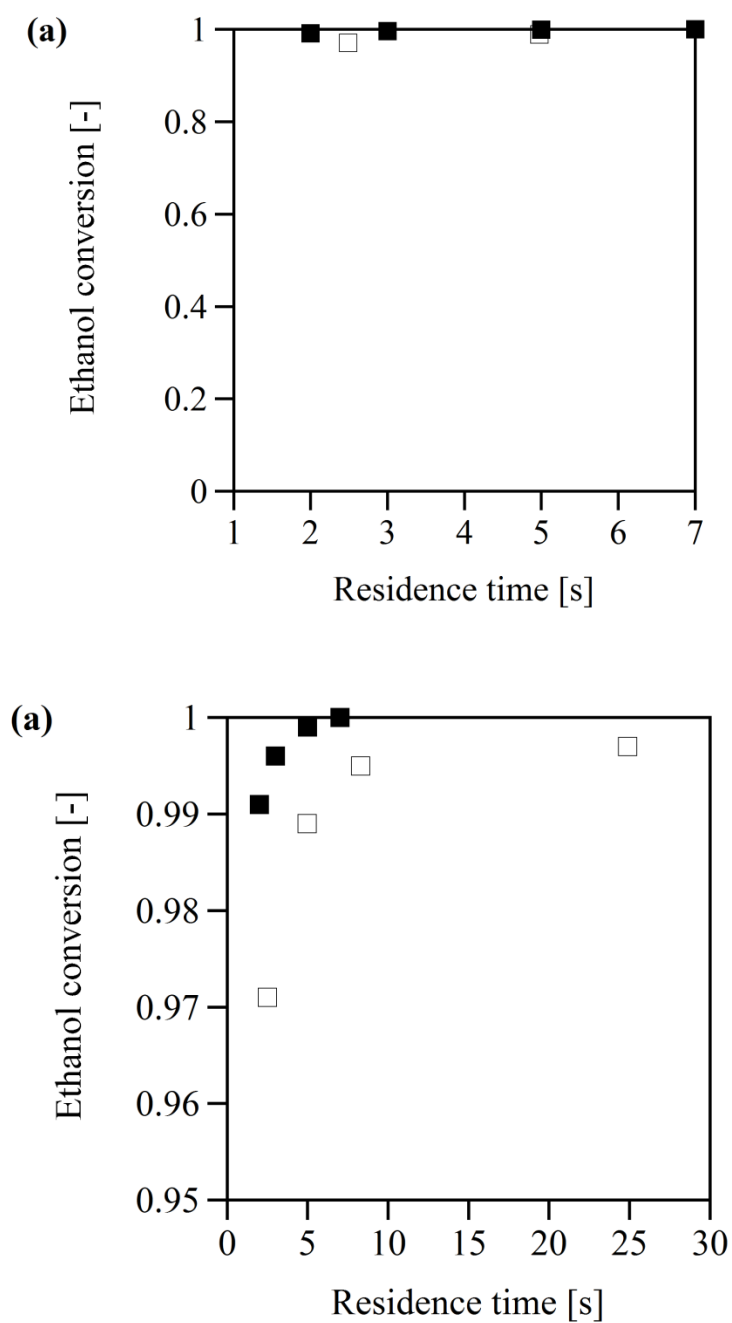 (a)
Ethanol conversion [-]
1
0.8
0.6
0.4
0.2
0
1 2 3 4 5 6 7
Residence time [s]
(a)
Ethanol conversion [-]
1
0.99
0.98
0.97
0.96
0.95
0 5 10 15 20 25 30
Residence time [s]